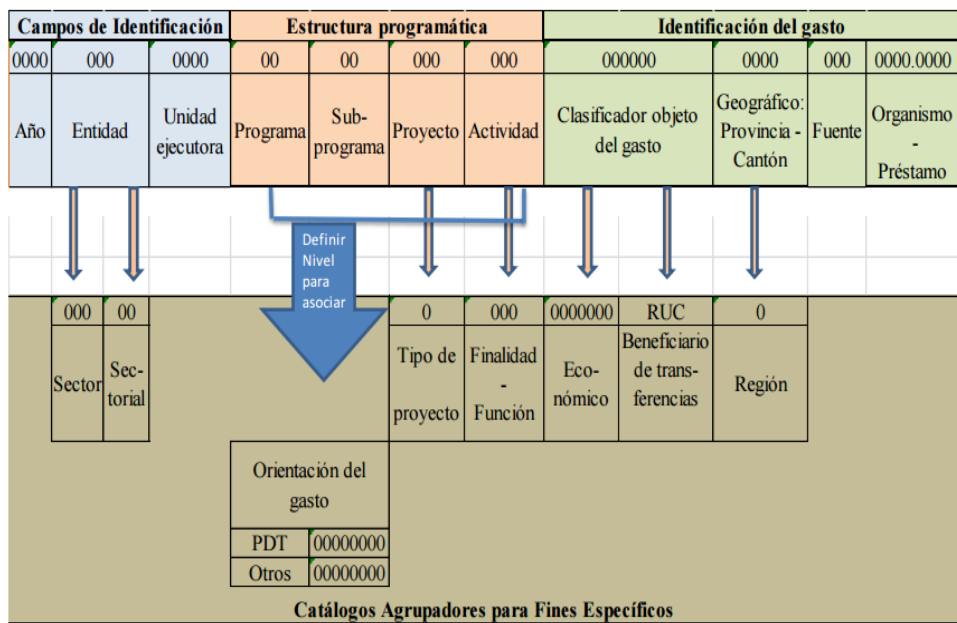 Campos de Identificación Estructura programática Identificación del gasto
0000 000 0000 00 00 000 000 000000 0000 000 0000.0000
Año Entidad Unidad ejecutora Programa Sub-programa Proyecto Actividad Clasificador objeto del gasto Geográfico: Provincia - Cantón Fuente Organismo - Préstamo
Definir
Nivel
para
asociar
000 00 0 000 0000000 RUC 0
Sector Sec-torial Tipo de proyecto Finalidad - Función Eco-nómico Beneficiario de trans-ferencias Región
Orientación del
gasto
PDT 00000000
Otros 00000000
Catálogos Agrupadores para Fines Específicos